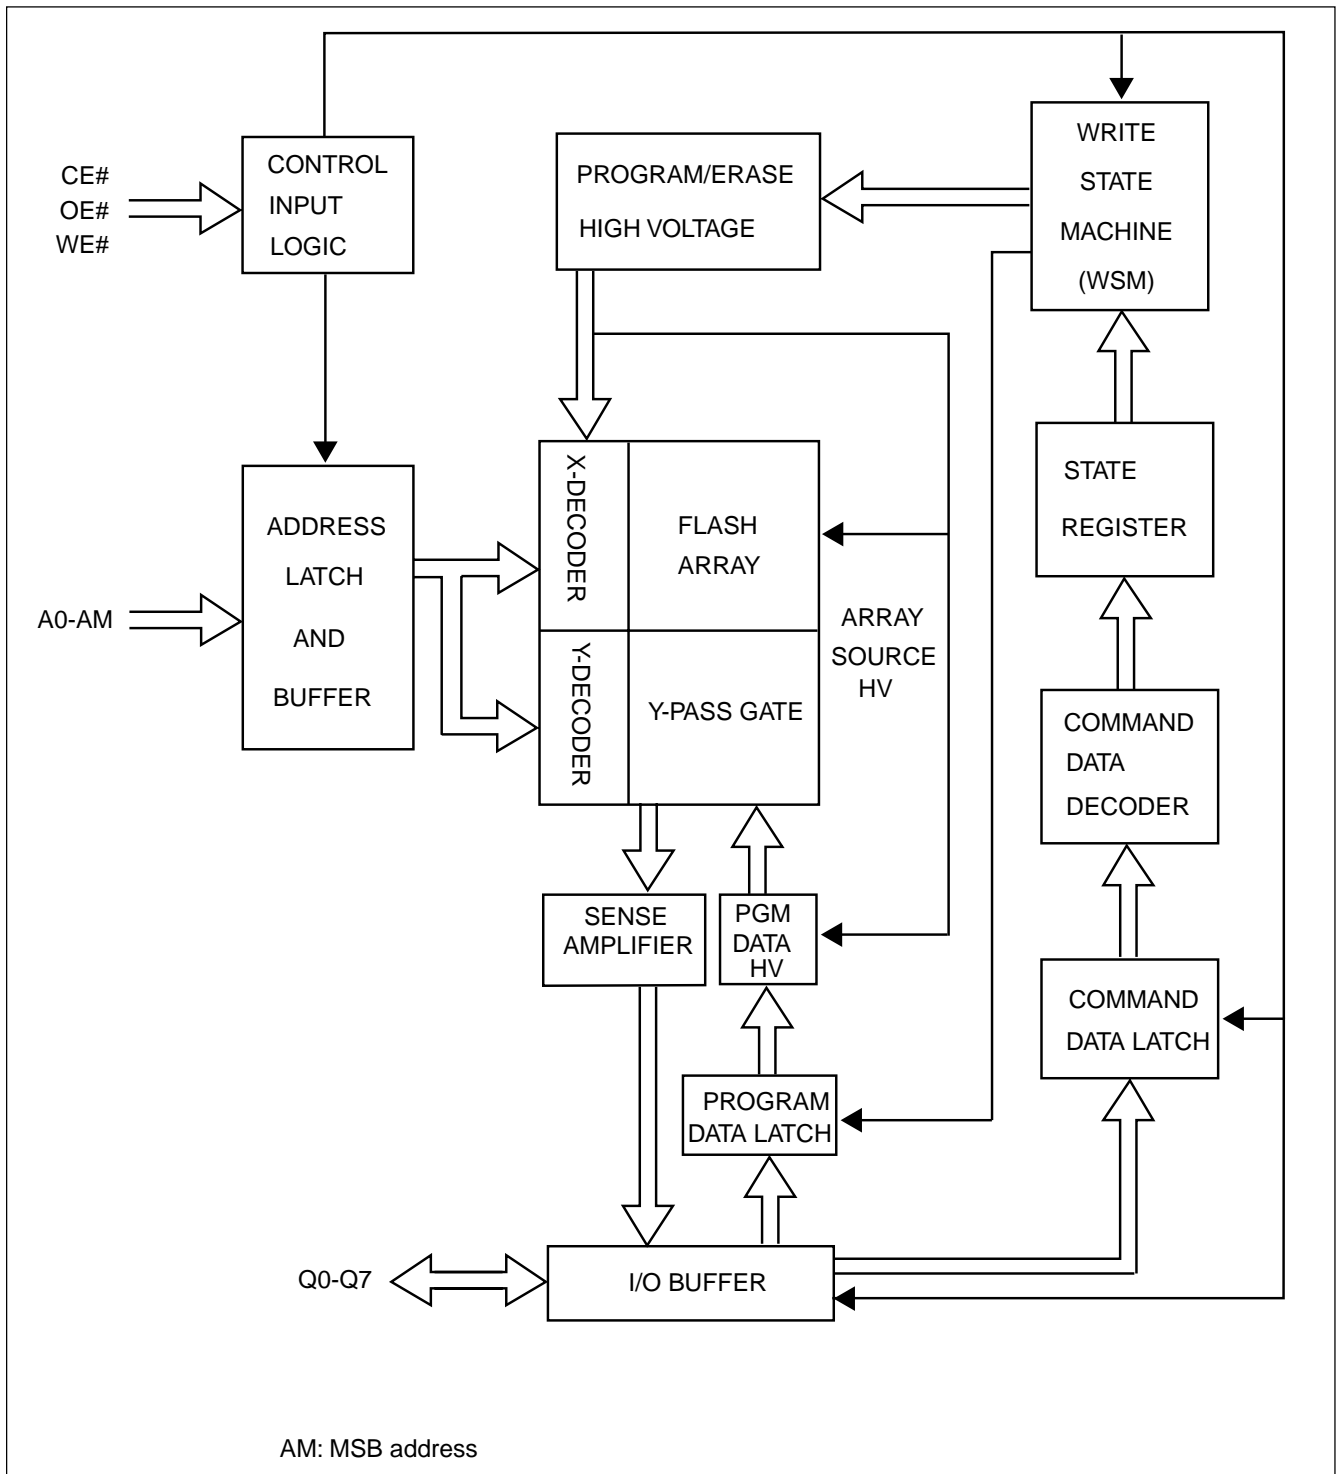 CE#
OE#
WE#
CONTROL
INPUT
LOGIC
PROGRAM/ERASE
HIGH VOLTAGE
WRITE
STATE
MACHINE
(WSM)
STATE
REGISTER
A0-AM
ADDRESS
LATCH
AND
BUFFER
X-DECODER
FLASH
ARRAY
Y-DECODER
Y-PASS GATE
ARRAY
SOURCE
HV
COMMAND
DATA
DECODER
SENSE
AMPLIFIER
PGM
DATA
HV
COMMAND
DATA LATCH
PROGRAM
DATA LATCH
Q0-Q7
I/O BUFFER
AM: MSB address